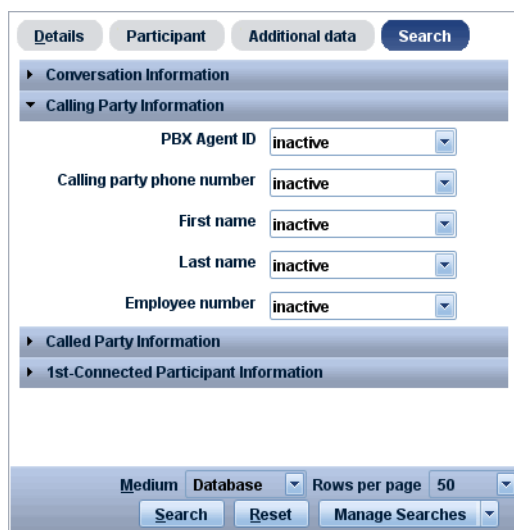 Details Participant Additional data Search
Conversation Information
Calling Party Information
PBX Agent ID inactive
Calling party phone number inactive
First name inactive
Last name inactive
Employee number inactive
Called Party Information
1st-Connected Participant Information
Medium Database Rows per page 50
Search Reset Manage Searches